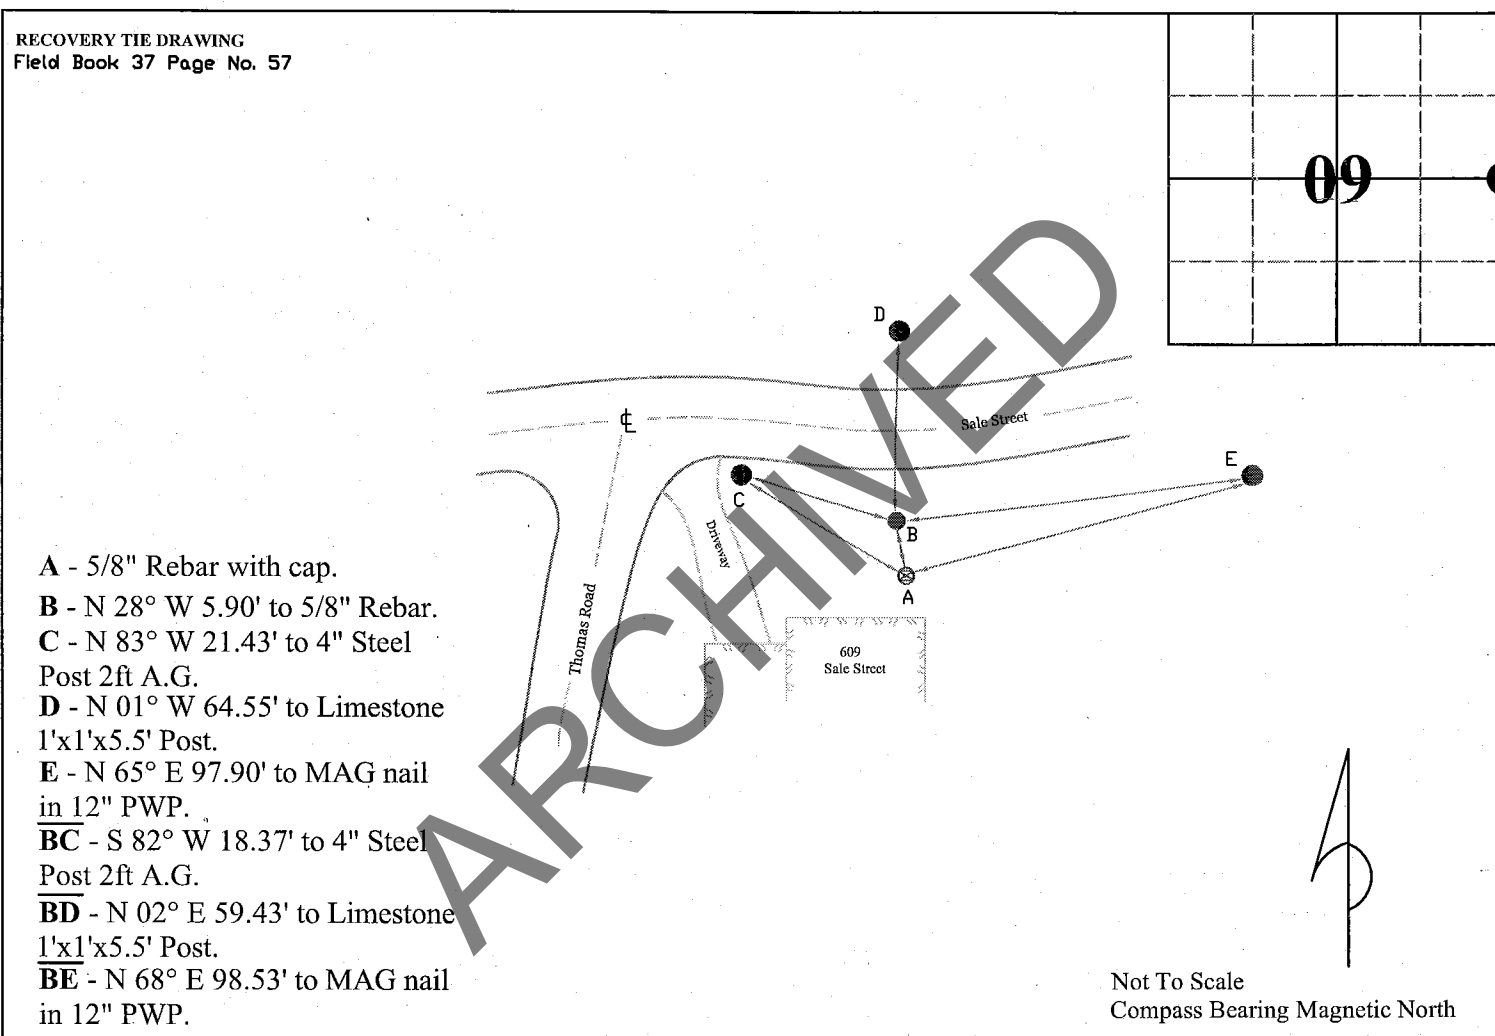 RECOVERY TIE DRAWING
Field Book 37 Page No. 57
09
D
℄
Sale Street
E
C
B
Driveway
A
Thomas Road
609
Sale Street
A - 5/8" Rebar with cap.
B - N 28° W 5.90' to 5/8" Rebar.
C - N 83° W 21.43' to 4" Steel
Post 2ft A.G.
D - N 01° W 64.55' to Limestone
1'x1'x5.5' Post.
E - N 65° E 97.90' to MAG nail
in 12" PWP.
BC - S 82° W 18.37' to 4" Steel
Post 2ft A.G.
BD - N 02° E 59.43' to Limestone
1'x1'x5.5' Post.
BE - N 68° E 98.53' to MAG nail
in 12" PWP.
ARCHIVED
Not To Scale
Compass Bearing Magnetic North